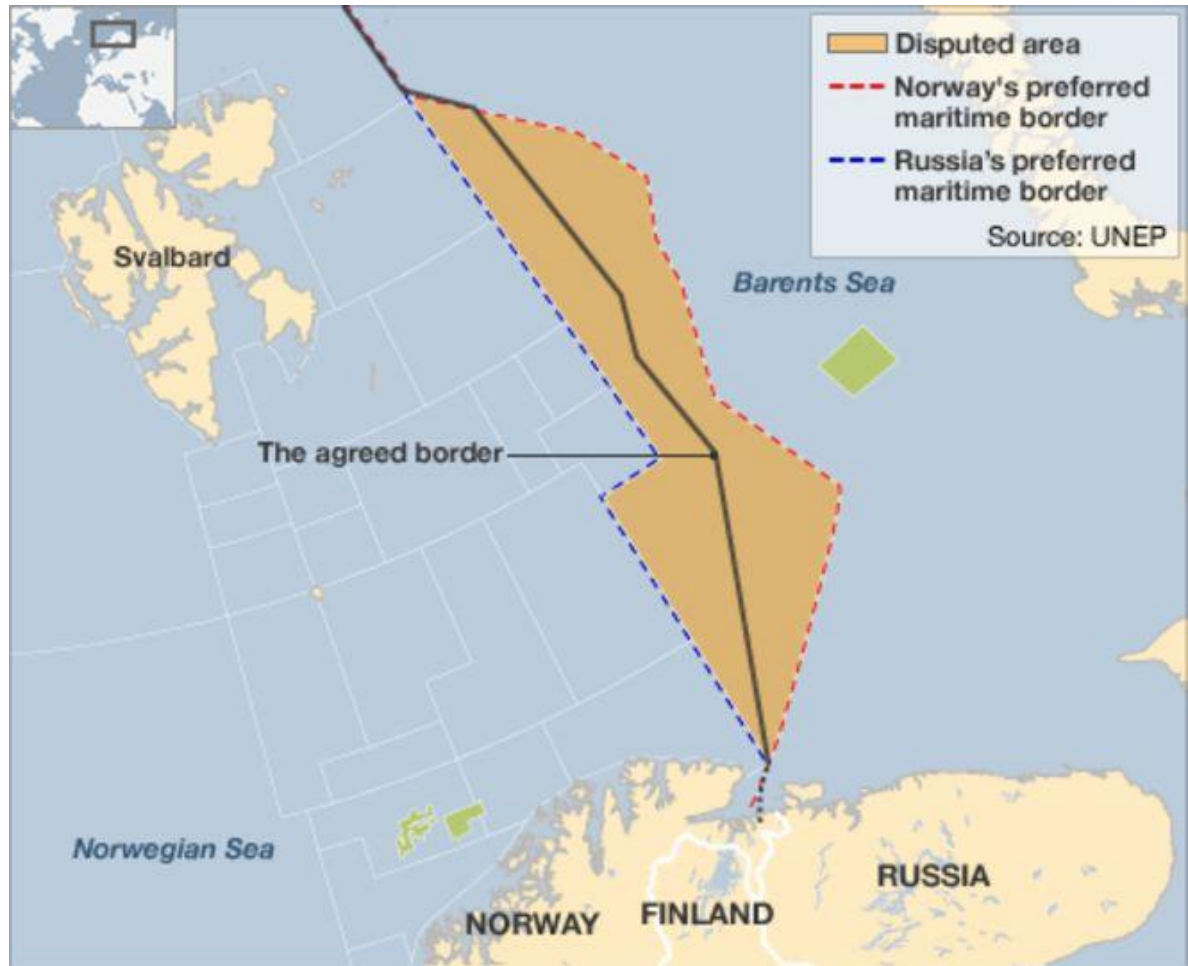 Disputed area
Norway's preferred
maritime border
Russia's preferred
maritime border
Source: UNEP
Svalbard
Barents Sea
The agreed border
Norwegian Sea
RUSSIA
NORWAY
FINLAND